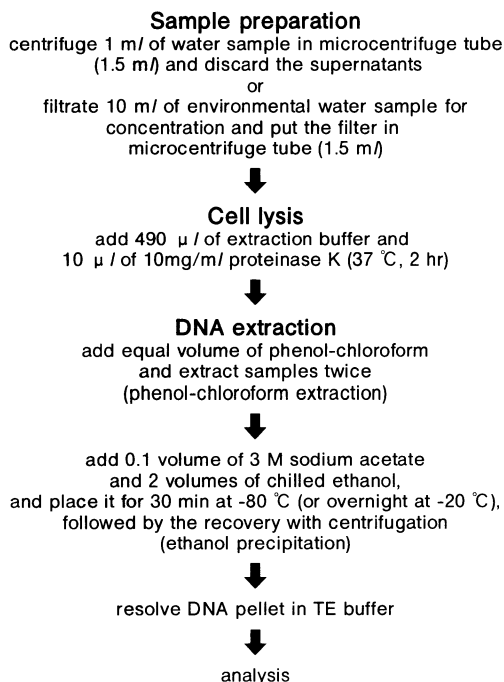 Sample preparation
centrifuge 1 ml of water sample in microcentrifuge tube
(1.5 ml) and discard the supernatants
or
filtrate 10 ml of environmental water sample for
concentration and put the filter in
microcentrifuge tube (1.5 ml)
Cell lysis
add 490 μ l of extraction buffer and
10 μ l of 10mg/ml proteinase K (37 ℃, 2 hr)
DNA extraction
add equal volume of phenol-chloroform
and extract samples twice
(phenol-chloroform extraction)
add 0.1 volume of 3 M sodium acetate
and 2 volumes of chilled ethanol,
and place it for 30 min at -80 ℃ (or overnight at -20 ℃),
followed by the recovery with centrifugation
(ethanol precipitation)
resolve DNA pellet in TE buffer
analysis